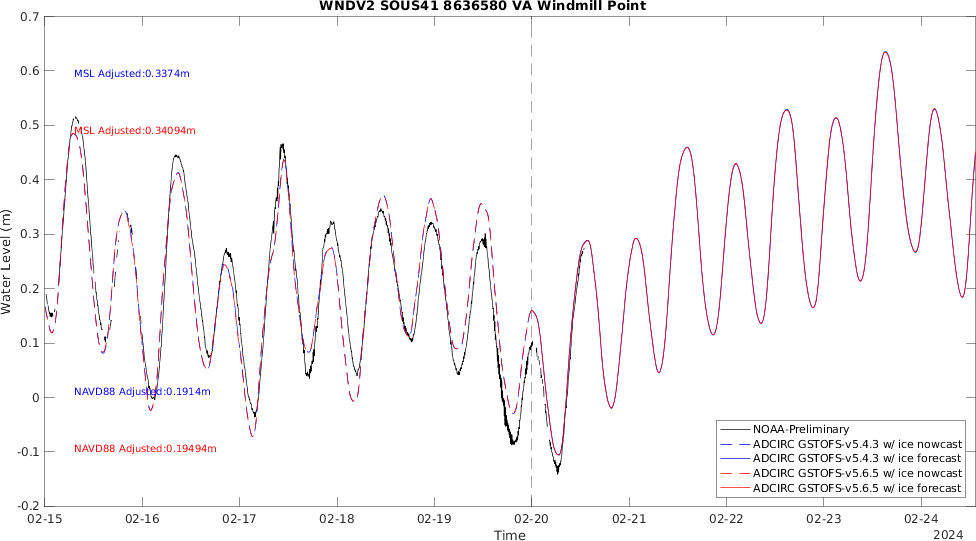 WNDV2 SOUS41 8636580 VA Windmill Point
0.7
0.6
0.5
0.4
0.3
0.2
0.1
0
-0.1
-0.2
Water Level (m)
MSL Adjusted:0.3374m
MSL Adjusted:0.34094m
NAVD88 Adjusted:0.1914m
NAVD88 Adjusted:0.19494m
NOAA-Preliminary
ADCIRC GSTOFS-v5.4.3 w/ ice nowcast
ADCIRC GSTOFS-v5.4.3 w/ ice forecast
ADCIRC GSTOFS-v5.6.5 w/ ice nowcast
ADCIRC GSTOFS-v5.6.5 w/ ice forecast
02-15 02-16 02-17 02-18 02-19 02-20 02-21 02-22 02-23 02-24
Time
2024